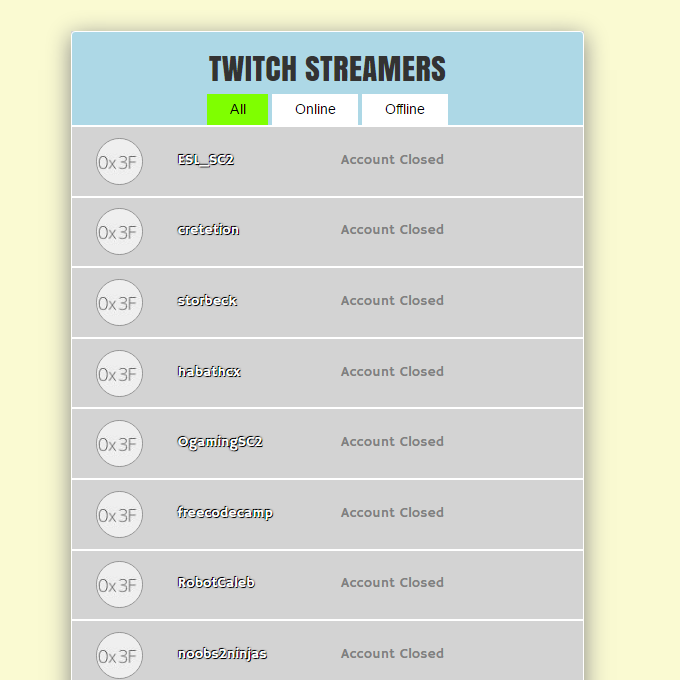 TWITCH STREAMERS
All Online Offline
0x3F ESL_SC2 Account Closed
0x3F cretetion Account Closed
0x3F storbeck Account Closed
0x3F habathcx Account Closed
0x3F OgamingSC2 Account Closed
0x3F freecodecamp Account Closed
0x3F RobotCaleb Account Closed
0x3F noobs2ninjas Account Closed